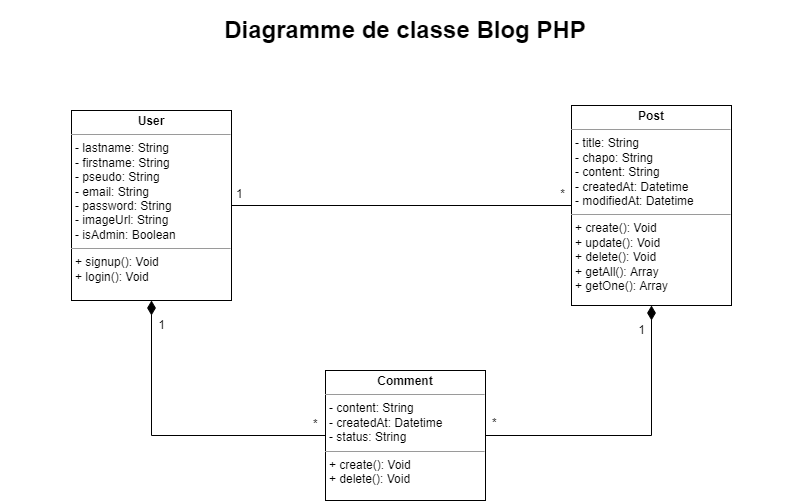 Diagramme de classe Blog PHP
User
- lastname: String
- firstname: String
- pseudo: String
- email: String
- password: String
- imageUrl: String
- isAdmin: Boolean
+ signup(): Void
+ login(): Void
1
*
Post
- title: String
- chapo: String
- content: String
- createdAt: Datetime
- modifiedAt: Datetime
+ create(): Void
+ update(): Void
+ delete(): Void
+ getAll(): Array
+ getOne(): Array
1
1
*
Comment
- content: String
- createdAt: Datetime
- status: String
+ create(): Void
+ delete(): Void
*